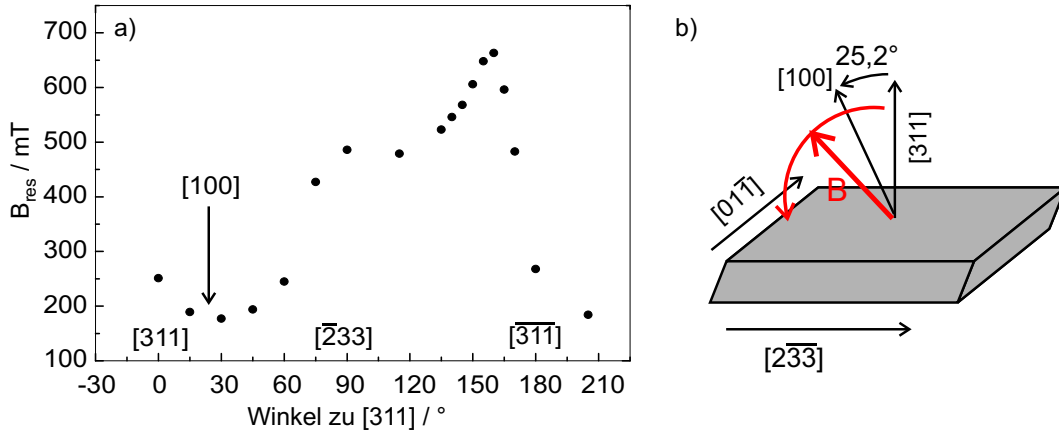 a)
B_res / mT
700
600
500
400
300
200
100
[100]
[311]
[2̅33]
[3̅1̅1̅]
-30 0 30 60 90 120 150 180 210
Winkel zu [311] / °
b)
25,2°
[100]
[311]
B
[011̅]
[23̅3̅]